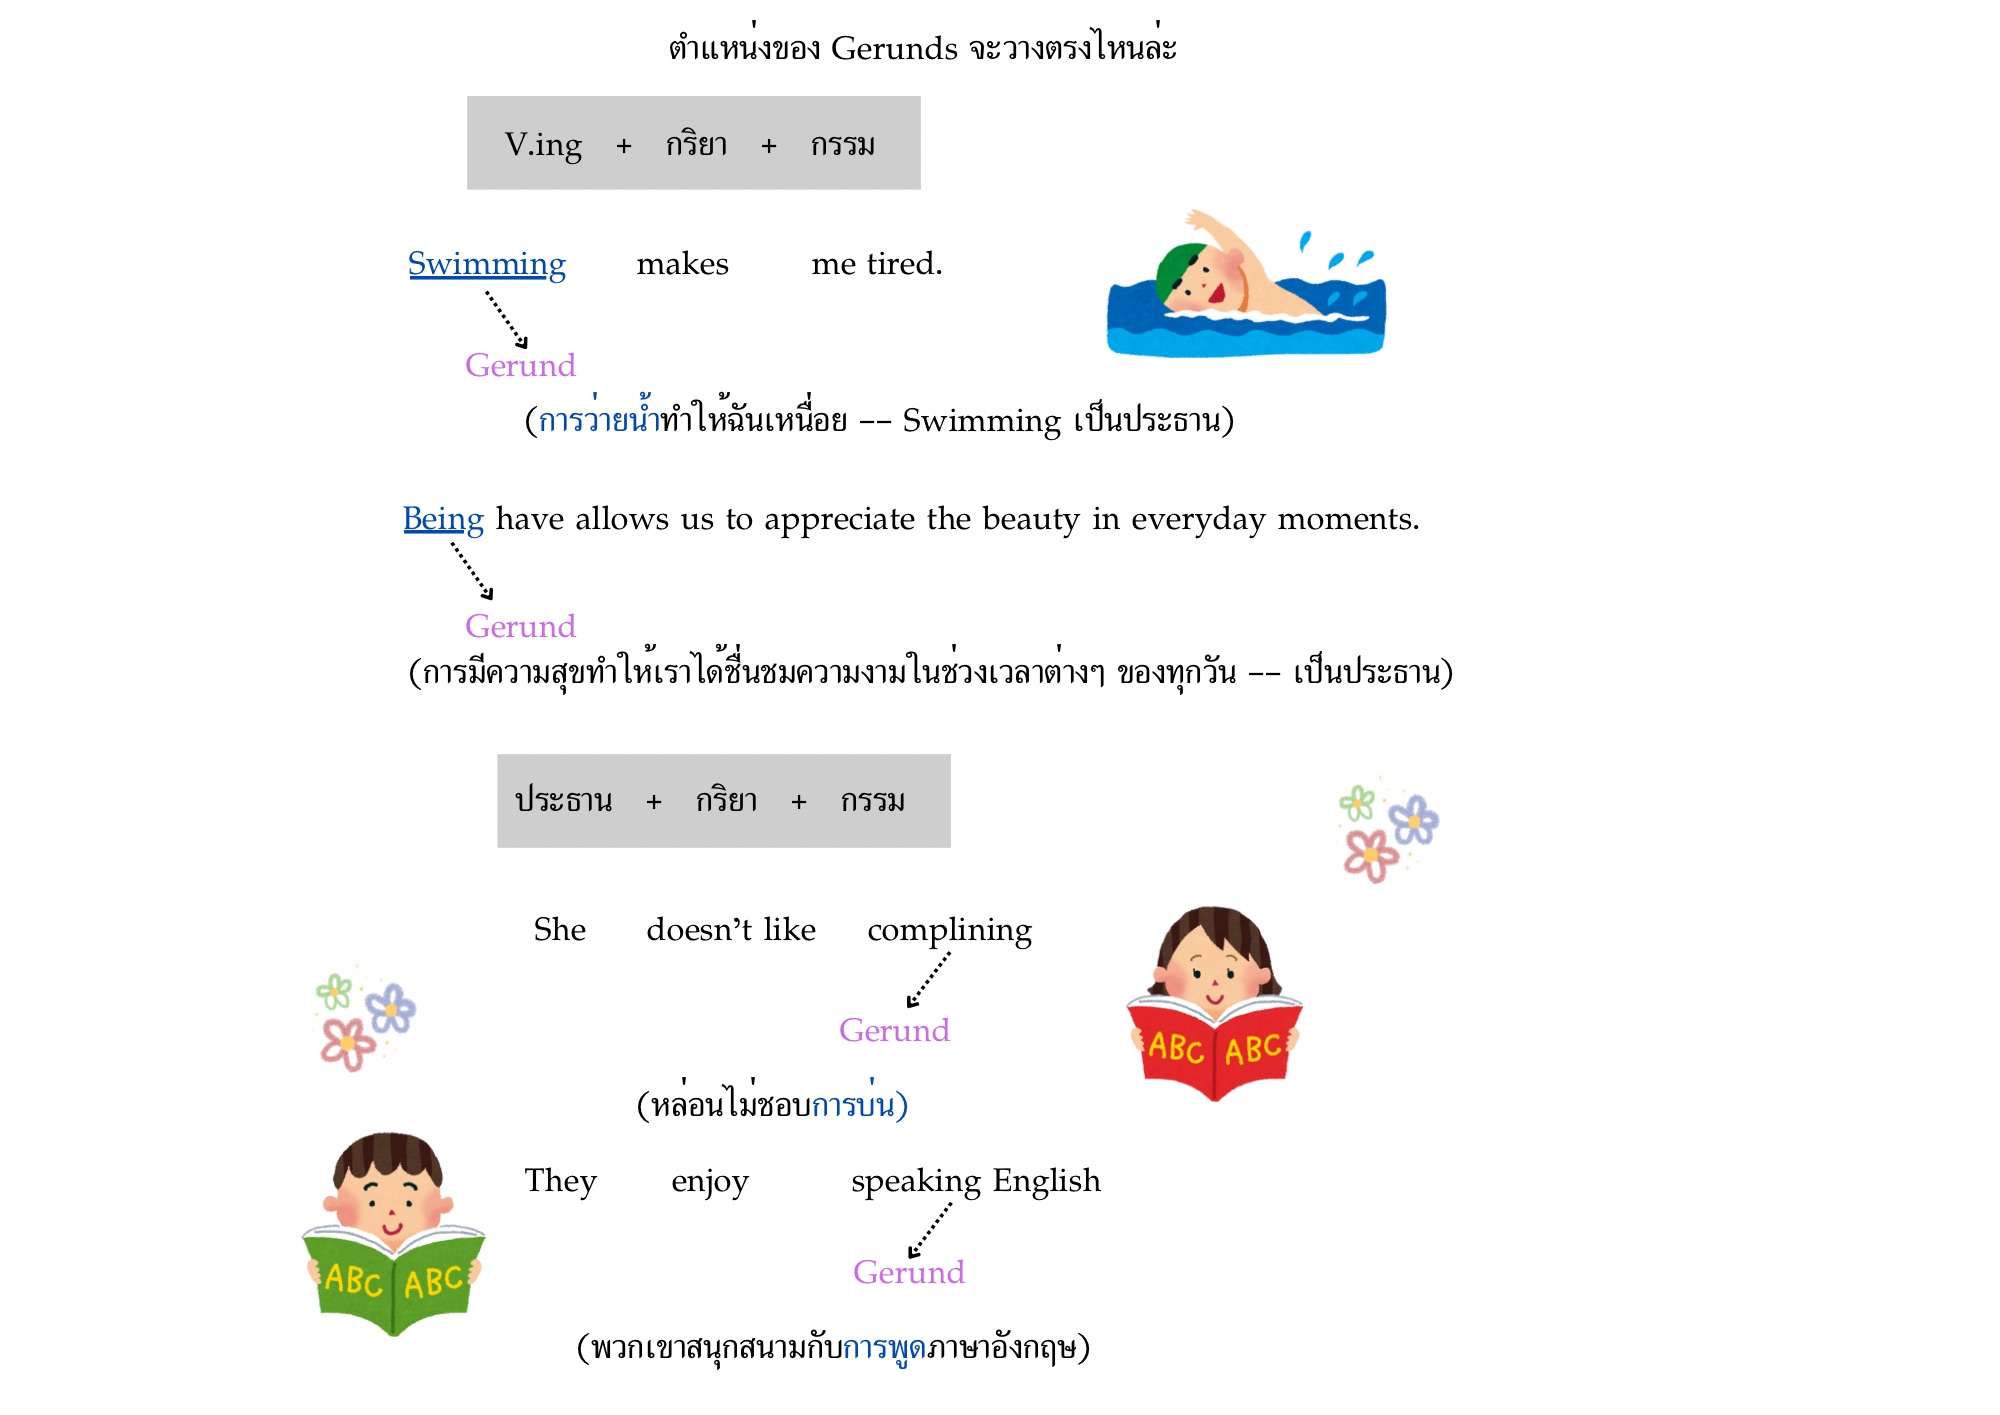 ตำแหน่งของ Gerunds จะวางตรงไหนล่ะ
V.ing + กริยา + กรรม
Swimming makes me tired.
Gerund
(การว่ายน้ำทำให้ฉันเหนื่อย -- Swimming เป็นประธาน)
Being have allows us to appreciate the beauty in everyday moments.
Gerund
(การมีความสุขทำให้เราได้ชื่นชมความงามในช่วงเวลาต่างๆ ของทุกวัน -- เป็นประธาน)
ประธาน + กริยา + กรรม
She doesn't like complining
Gerund
ABC ABC
(หล่อนไม่ชอบการบ่น)
They enjoy speaking English
Gerund
ABC ABC
(พวกเขาสนุกสนามกับการพูดภาษาอังกฤษ)